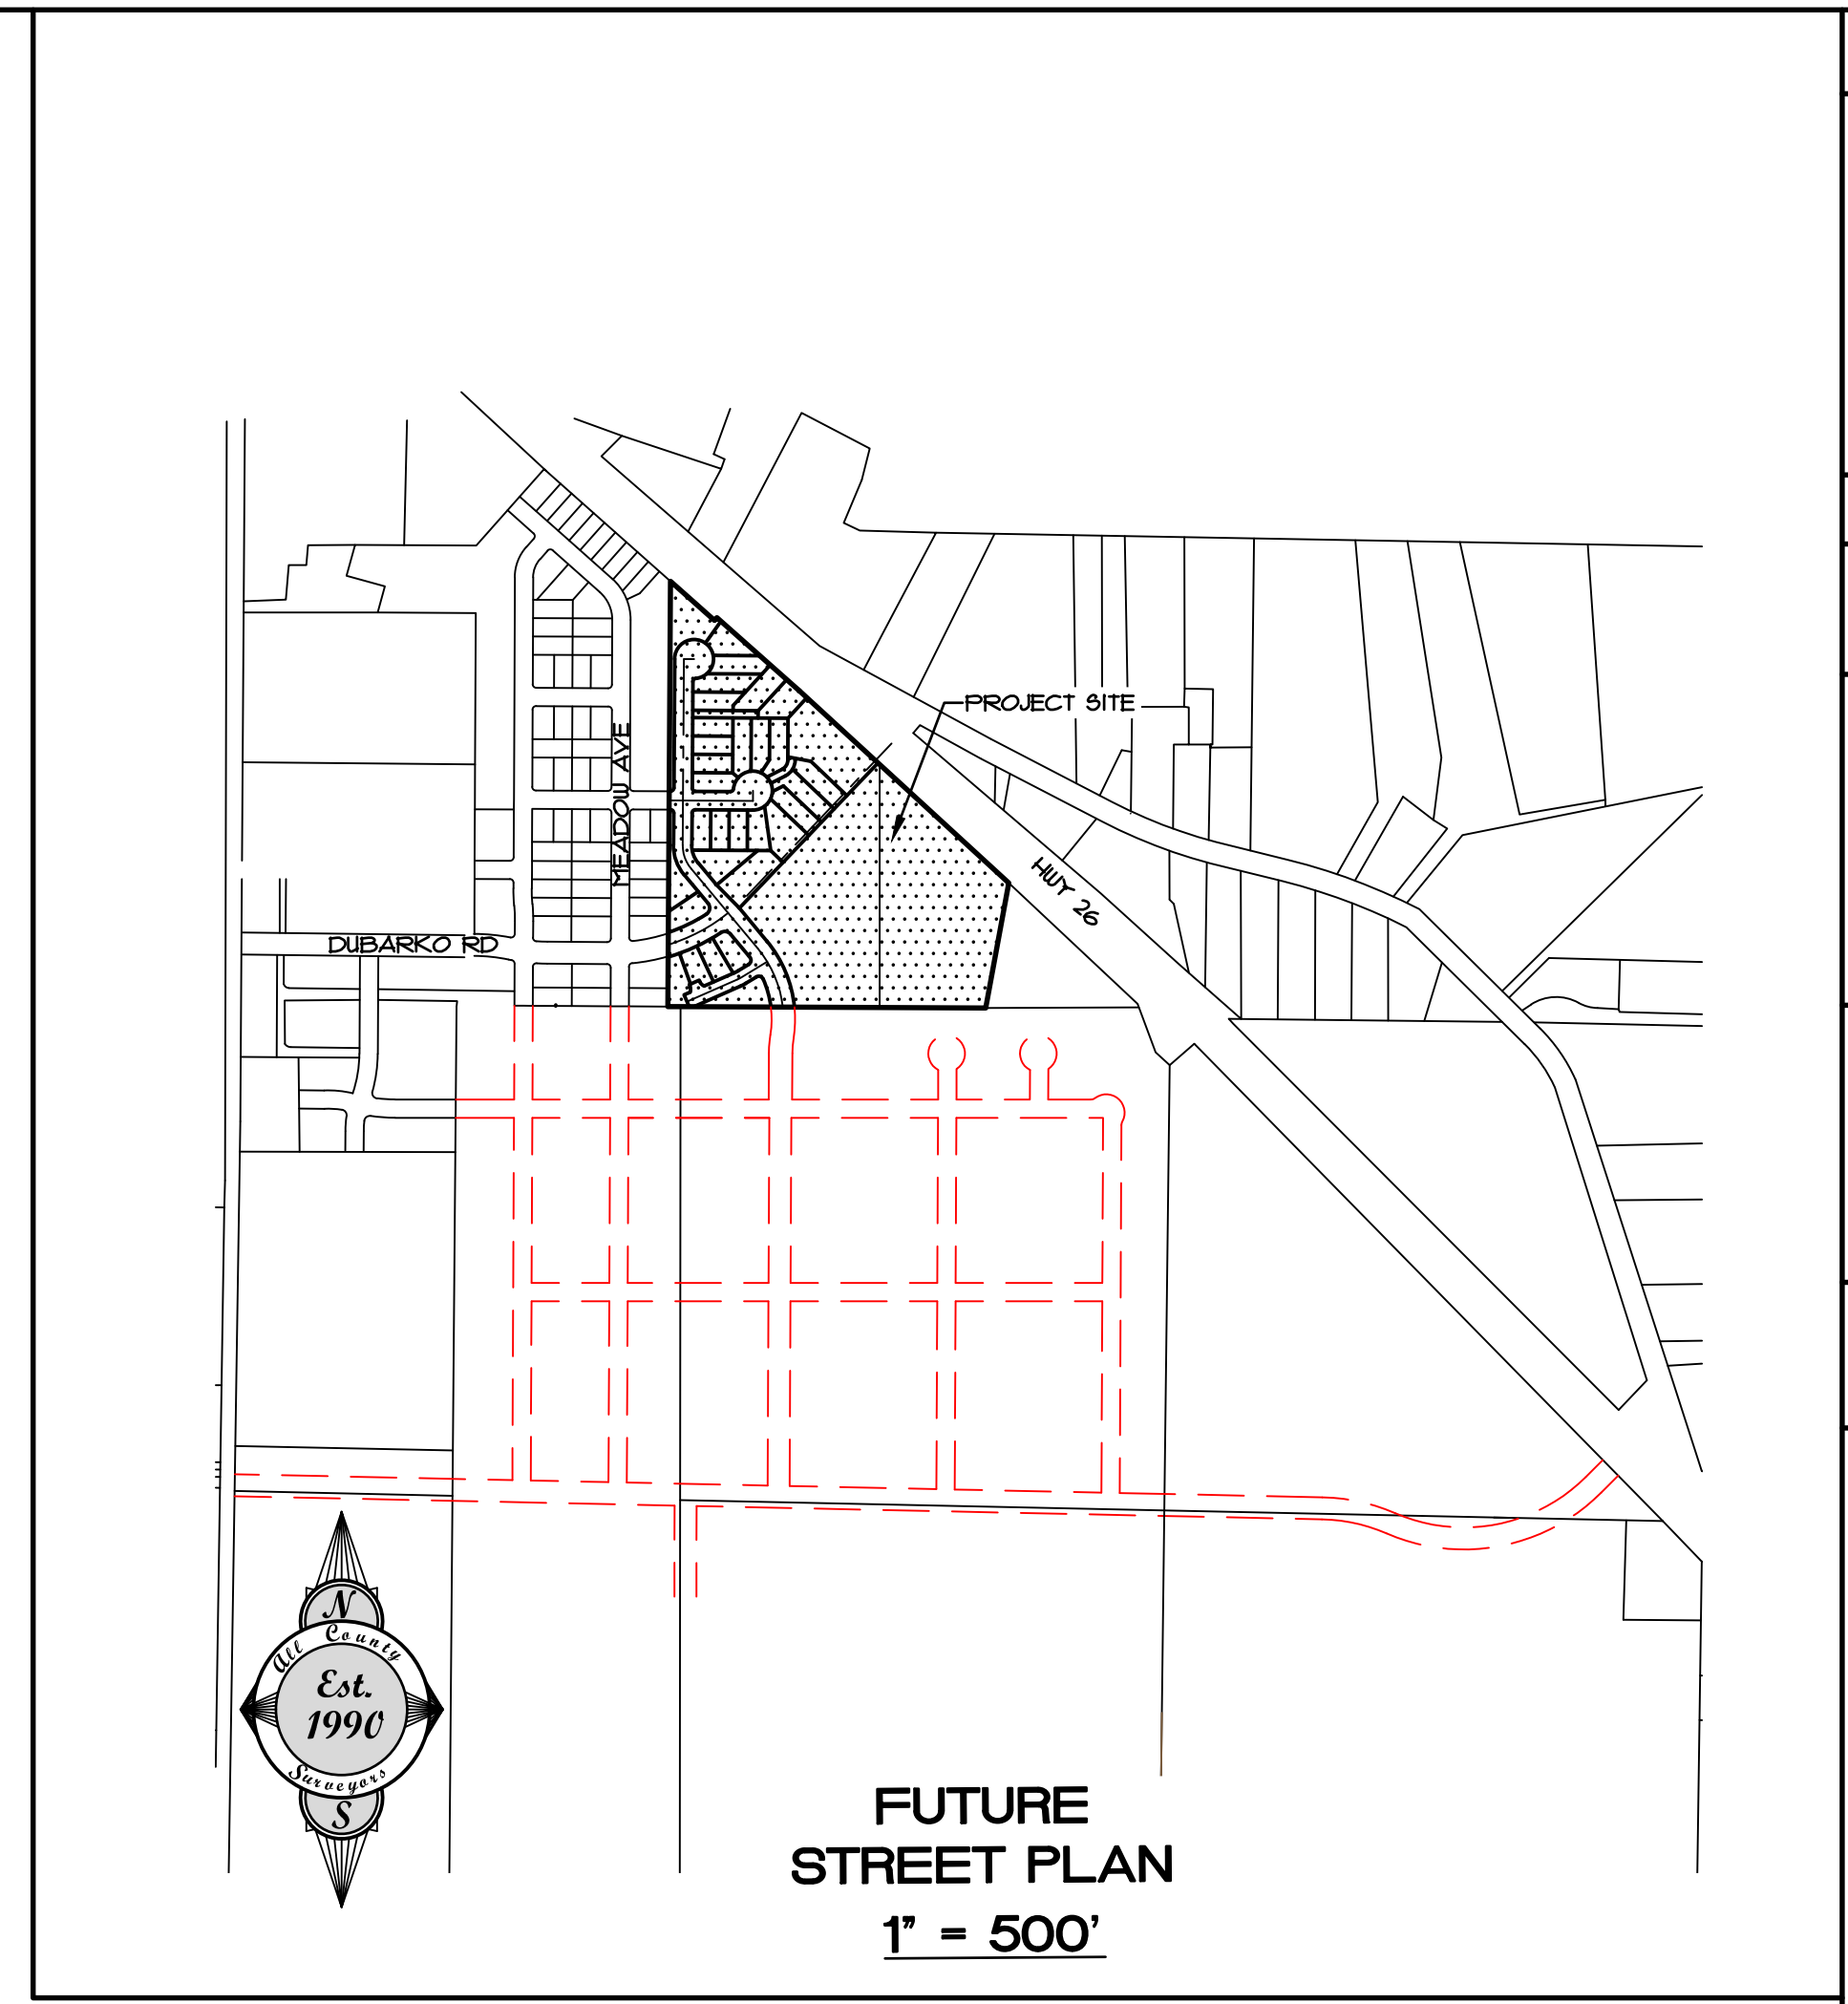 PROJECT SITE
MEADOW AVE
HWY 26
DUBARKO RD
N
All County
Est.
1990
Surveyors
S
FUTURE
STREET PLAN
1" = 500'